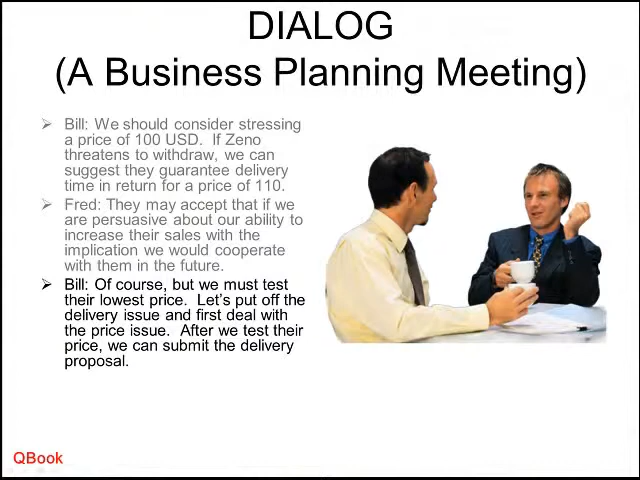 DIALOG
(A Business Planning Meeting)
Bill: We should consider stressing
a price of 100 USD.  If Zeno
threatens to withdraw, we can
suggest they guarantee delivery
time in return for a price of 110.
Fred: They may accept that if we
are persuasive about our ability to
increase their sales with the
implication we would cooperate
with them in the future.
Bill: Of course, but we must test
their lowest price.  Let's put off the
delivery issue and first deal with
the price issue.  After we test their
price, we can submit the delivery
proposal.
QBook